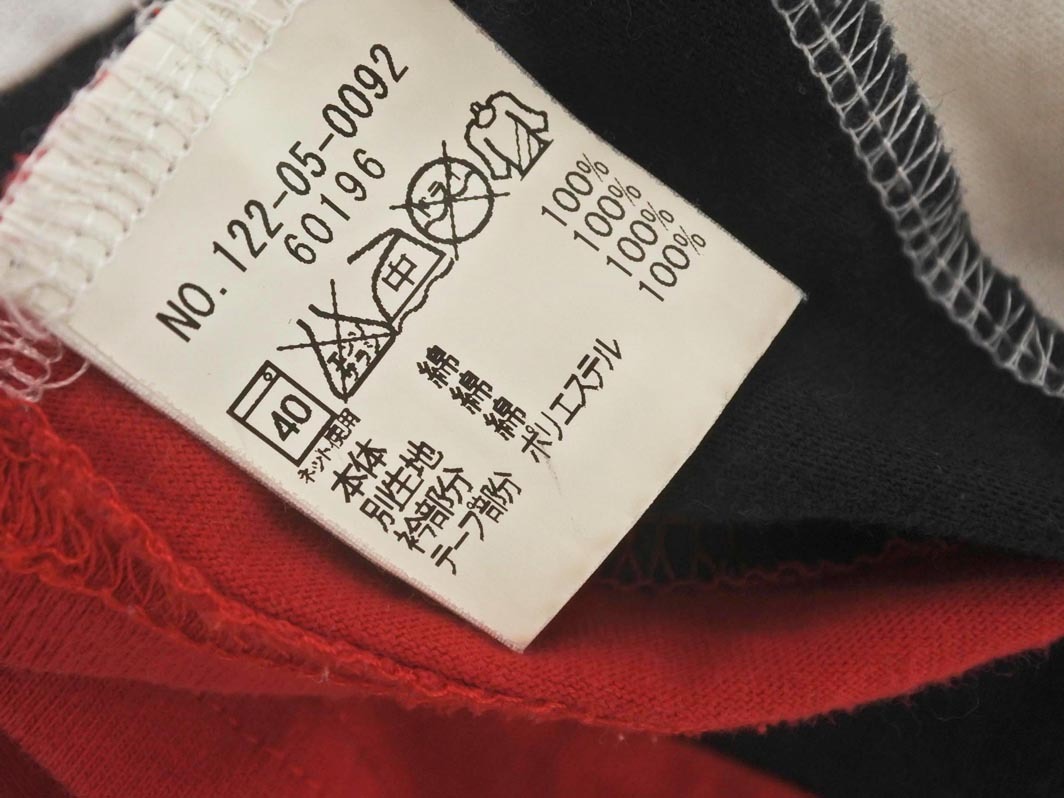 NO. 122-05-0092
60196
40
ネット使用
中
ドライ
本体 綿 100%
別生地 綿 100%
衿部分 綿 100%
テープ部分 ポリエステル 100%